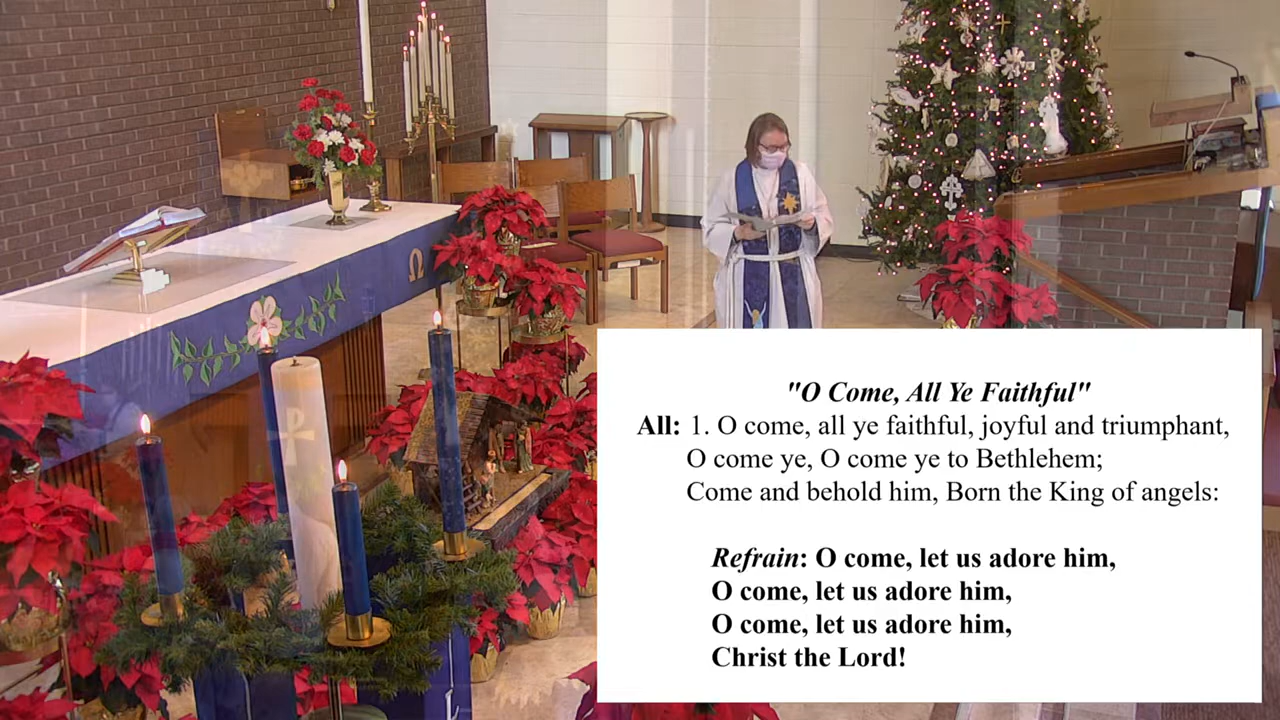 Ω
"O Come, All Ye Faithful"
All: 1. O come, all ye faithful, joyful and triumphant,
O come ye, O come ye to Bethlehem;
Come and behold him, Born the King of angels:
Refrain: O come, let us adore him,
O come, let us adore him,
O come, let us adore him,
Christ the Lord!